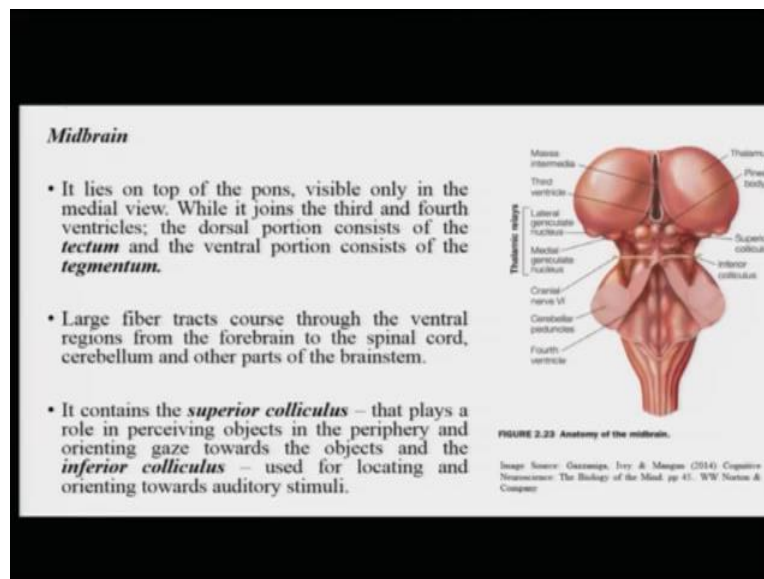 Midbrain
• It lies on top of the pons, visible only in the
medial view. While it joins the third and fourth
ventricles; the dorsal portion consists of the
tectum and the ventral portion consists of the
tegmentum.
• Large fiber tracts course through the ventral
regions from the forebrain to the spinal cord,
cerebellum and other parts of the brainstem.
• It contains the superior colliculus – that plays a
role in perceiving objects in the periphery and
orienting gaze towards the objects and the
inferior colliculus – used for locating and
orienting towards auditory stimuli.
Massa
intermedia
Third
ventricle
Thalamic relays
Lateral
geniculate
nucleus
Medial
geniculate
nucleus
Cranial
nerve VI
Cerebellar
peduncles
Fourth
ventricle
Thalamu
Pine
body
Superio
collicul
Inferior
colliculus
FIGURE 2.23 Anatomy of the midbrain.
Image Source: Gazzaniga, Ivry & Mangun (2014) Cognitive
Neuroscience: The Biology of the Mind. pp 45.. WW Norton &
Company